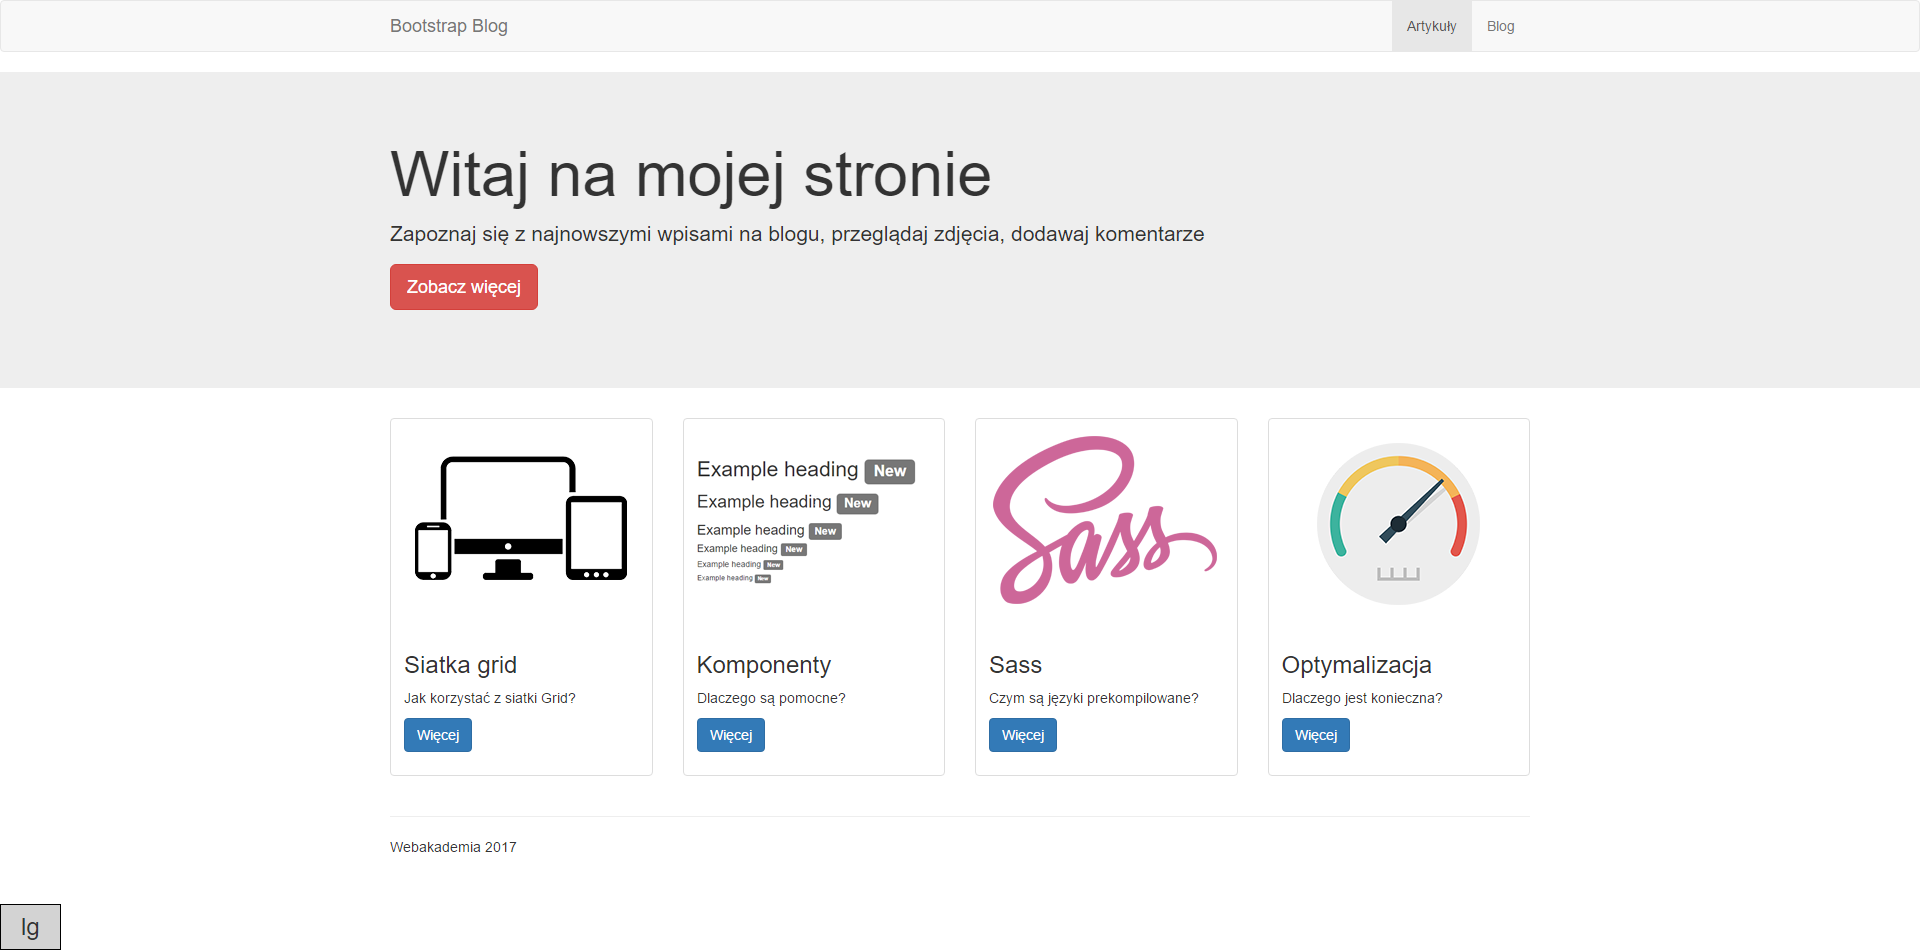 Bootstrap Blog
Artykuły
Blog
Witaj na mojej stronie
Zapoznaj się z najnowszymi wpisami na blogu, przeglądaj zdjęcia, dodawaj komentarze
Zobacz więcej
Example heading New
Example heading New
Example heading New
Example heading New
Example heading New
Example heading New
Sass
Siatka grid
Jak korzystać z siatki Grid?
Więcej
Komponenty
Dlaczego są pomocne?
Więcej
Sass
Czym są języki prekompilowane?
Więcej
Optymalizacja
Dlaczego jest konieczna?
Więcej
Webakademia 2017
lg